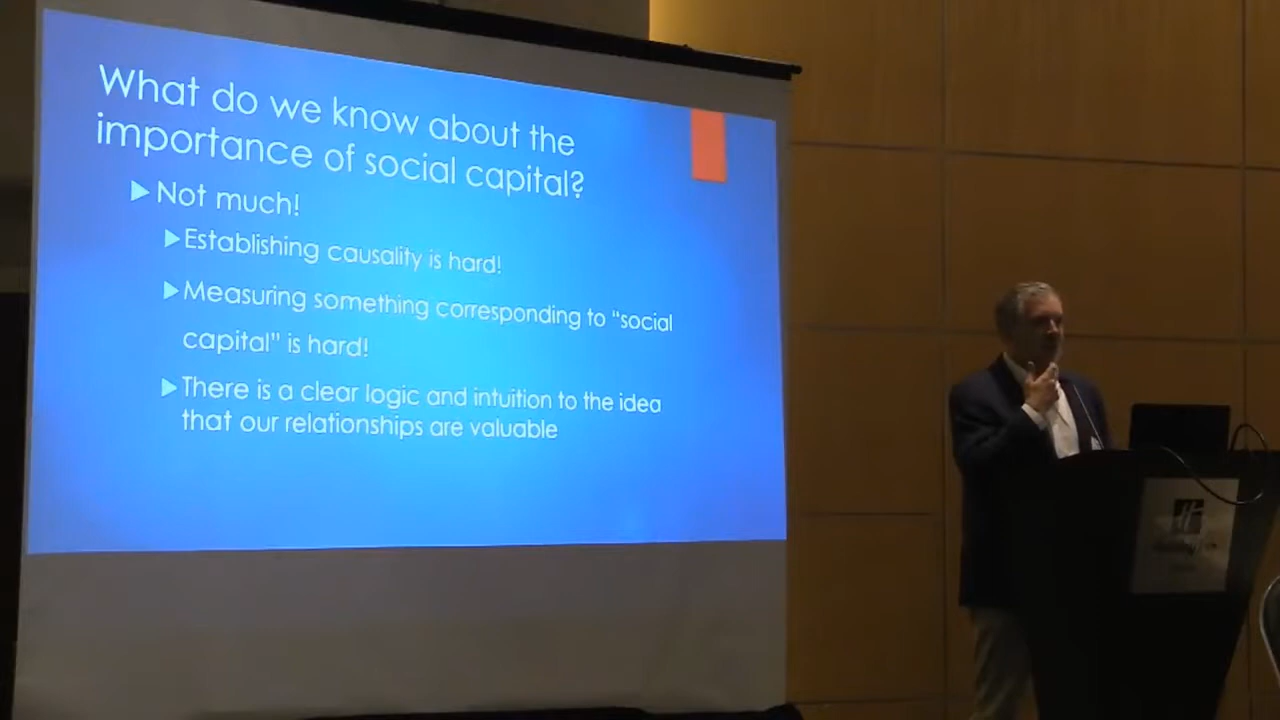 What do we know about the
importance of social capital?
Not much!
Establishing causality is hard!
Measuring something corresponding to “social
capital” is hard!
There is a clear logic and intuition to the idea
that our relationships are valuable